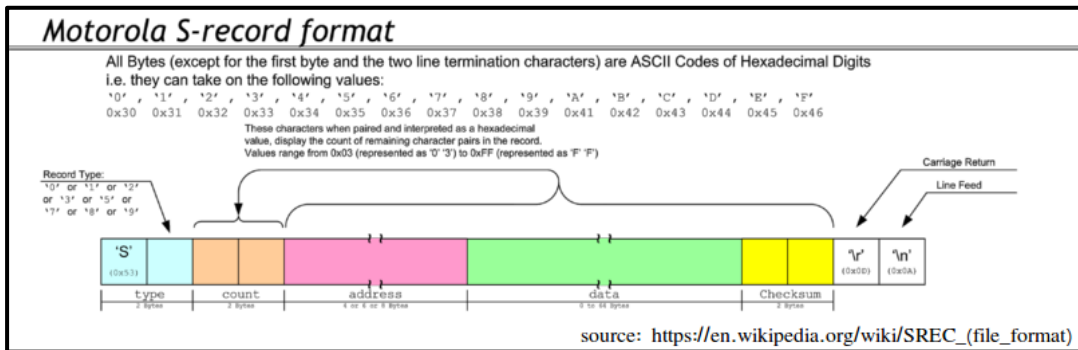 Motorola S-record format
All Bytes (except for the first byte and the two line termination characters) are ASCII Codes of Hexadecimal Digits
i.e. they can take on the following values:
'0' , '1' , '2' , '3' , '4' , '5' , '6' , '7' , '8' , '9' , 'A' , 'B' , 'C' , 'D' , 'E' , 'F'
0x30 0x31 0x32 0x33 0x34 0x35 0x36 0x37 0x38 0x39 0x41 0x42 0x43 0x44 0x45 0x46
These characters when paired and interpreted as a hexadecimal
value, display the count of remaining character pairs in the record.
Values range from 0x03 (represented as '0' '3') to 0xFF (represented as 'F' 'F')
Carriage Return
Line Feed
Record Type:
'0' or '1' or '2'
or '3' or '5' or
'7' or '8' or '9'
'S' '\r' '\n'
(0x53) (0x0D) (0x0A)
type count address data Checksum
2 Bytes 2 Bytes 4 or 6 or 8 Bytes 0 to 64 Bytes 2 Bytes
source: https://en.wikipedia.org/wiki/SREC_(file_format)